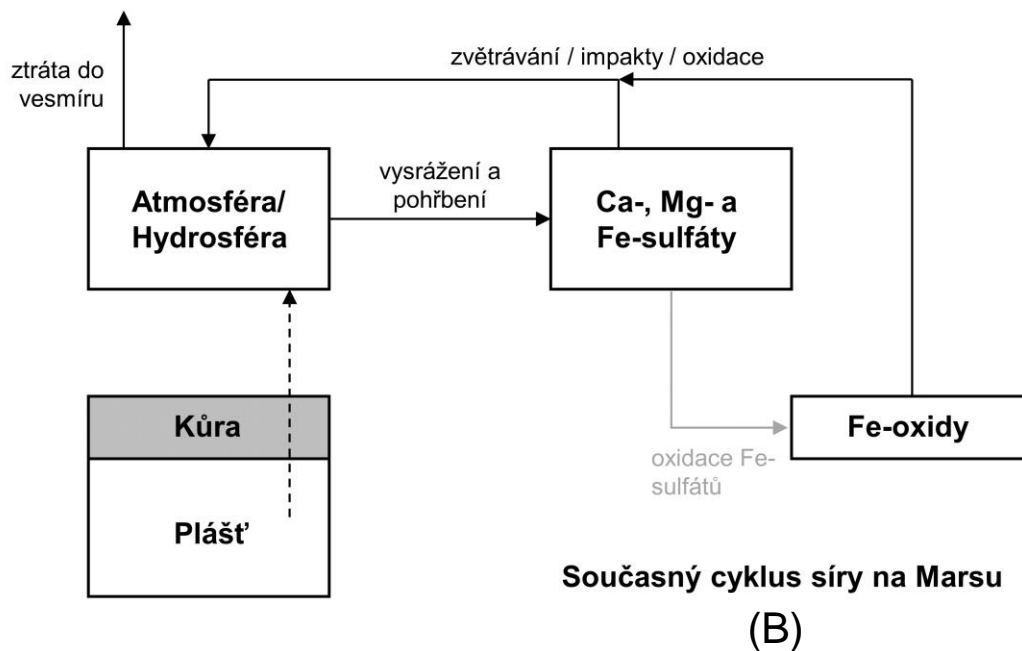 ztráta do
vesmíru
zvětrávání / impakty / oxidace
Atmosféra/
Hydrosféra
vysrážení a
pohřbení
Ca-, Mg- a
Fe-sulfáty
Kůra
Plášť
Fe-oxidy
oxidace Fe-
sulfátů
Současný cyklus síry na Marsu
(B)